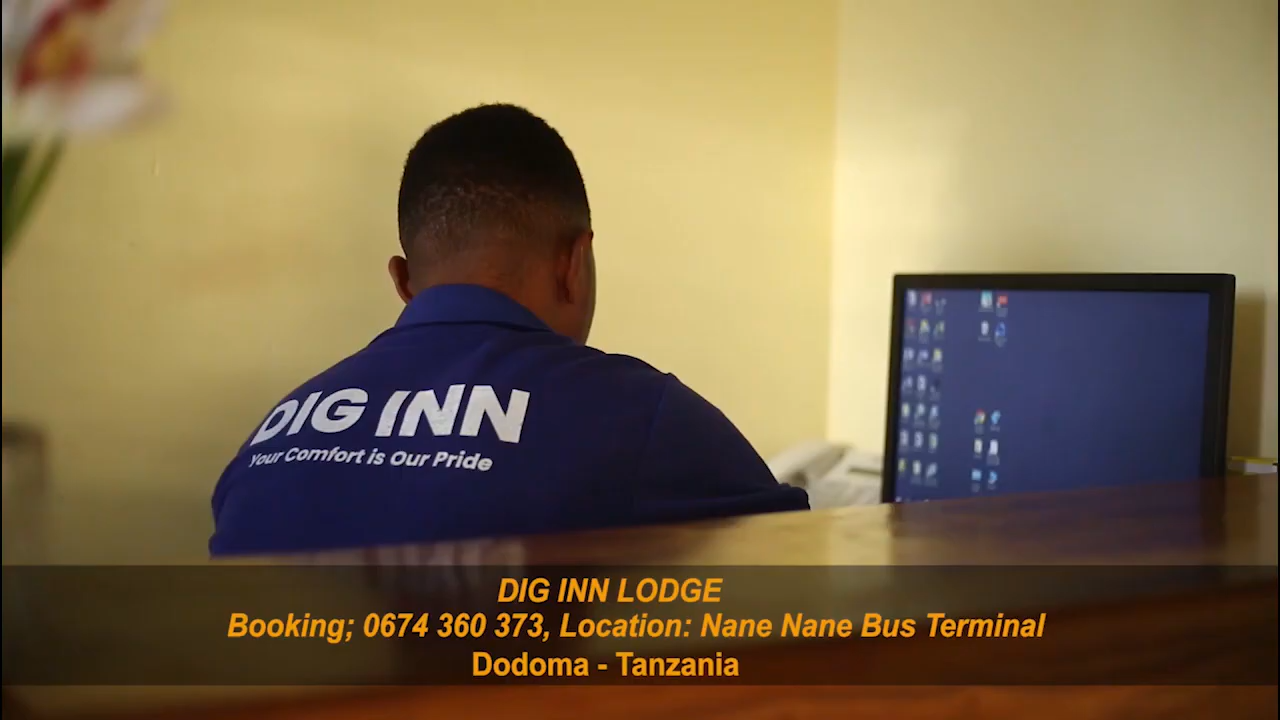 DIG INN
Your Comfort is Our Pride
DIG INN LODGE
Booking; 0674 360 373, Location: Nane Nane Bus Terminal
Dodoma - Tanzania